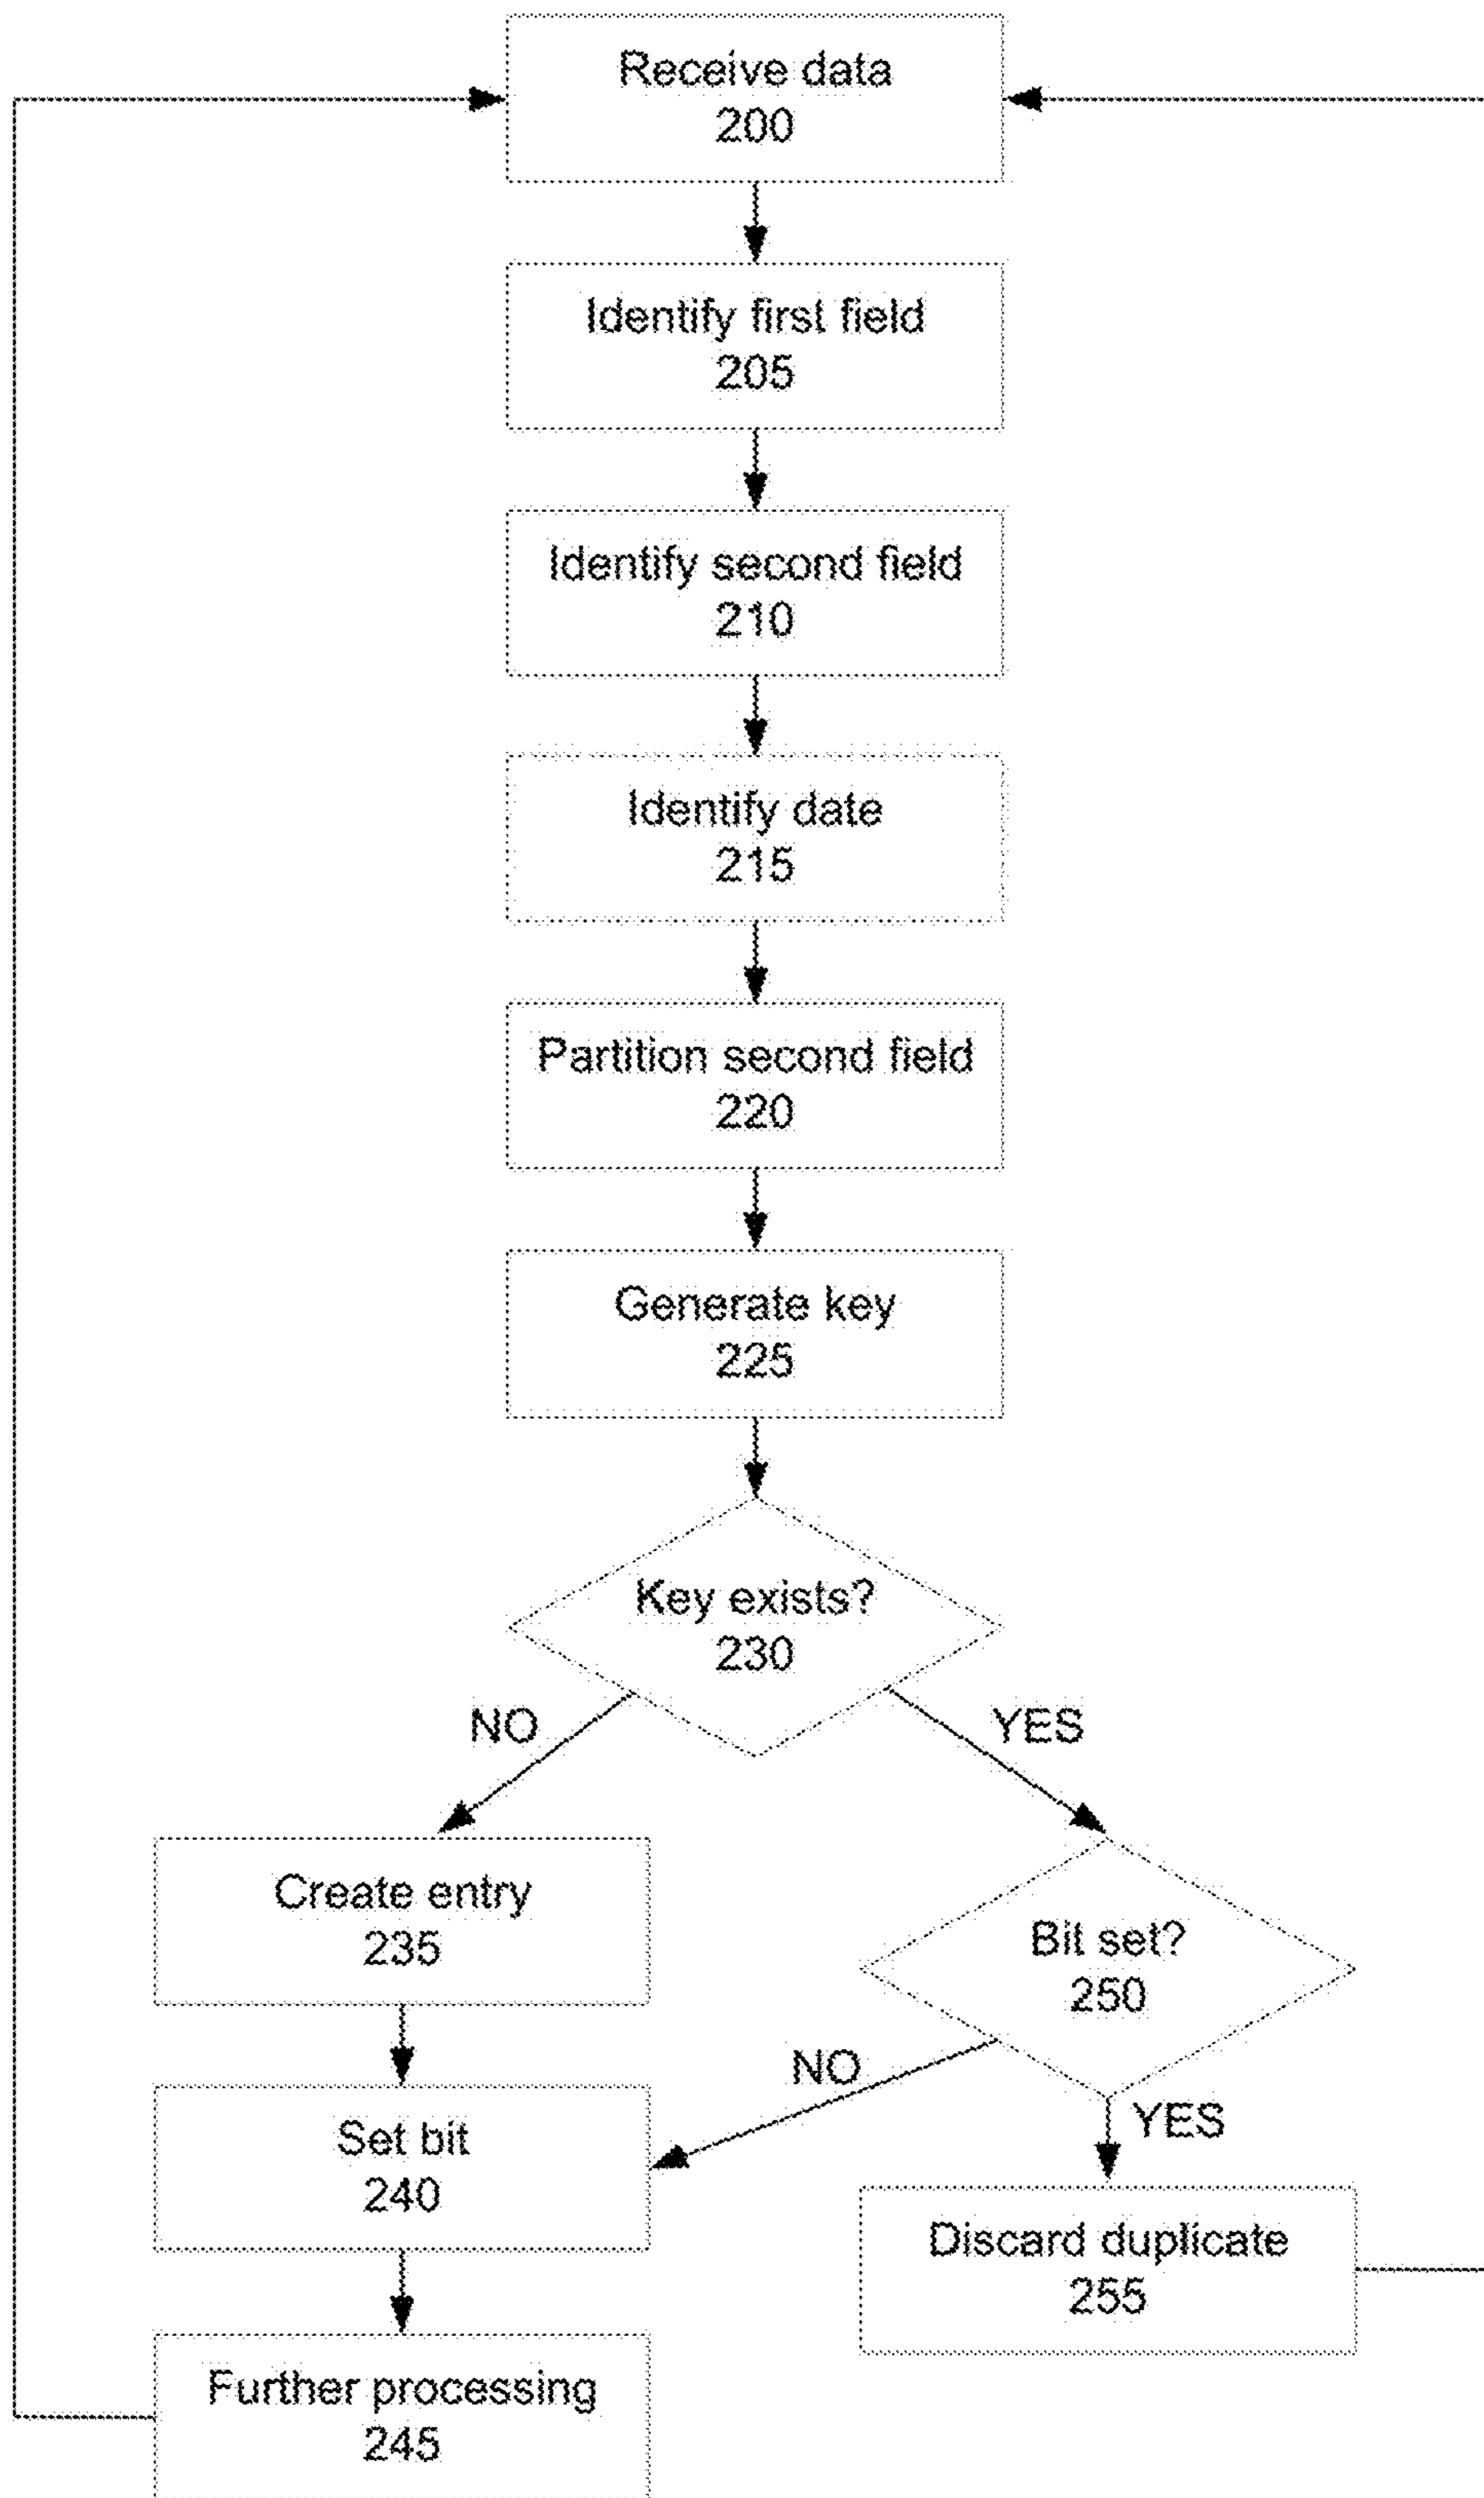 Receive data
200
Identify first field
205
Identify second field
210
Identify date
215
Partition second field
220
Generate key
225
Key exists?
230
NO
YES
Create entry
235
Bit set?
250
NO
YES
Set bit
240
Discard duplicate
255
Further processing
245